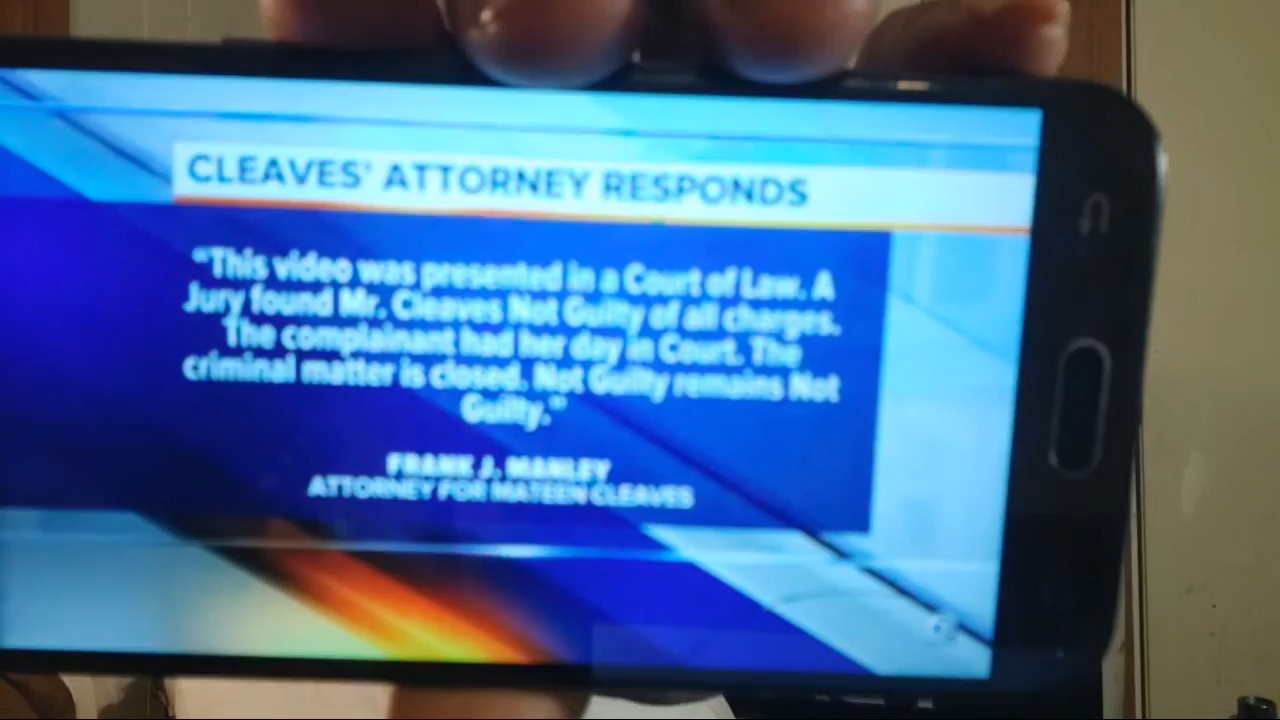 CLEAVES' ATTORNEY RESPONDS
“This video was presented in a Court of Law. A
Jury found Mr. Cleaves Not Guilty of all charges.
The complainant had her day in Court. The
criminal matter is closed. Not Guilty remains Not
Guilty.”
FRANK J. MANLEY
ATTORNEY FOR MATEEN CLEAVES